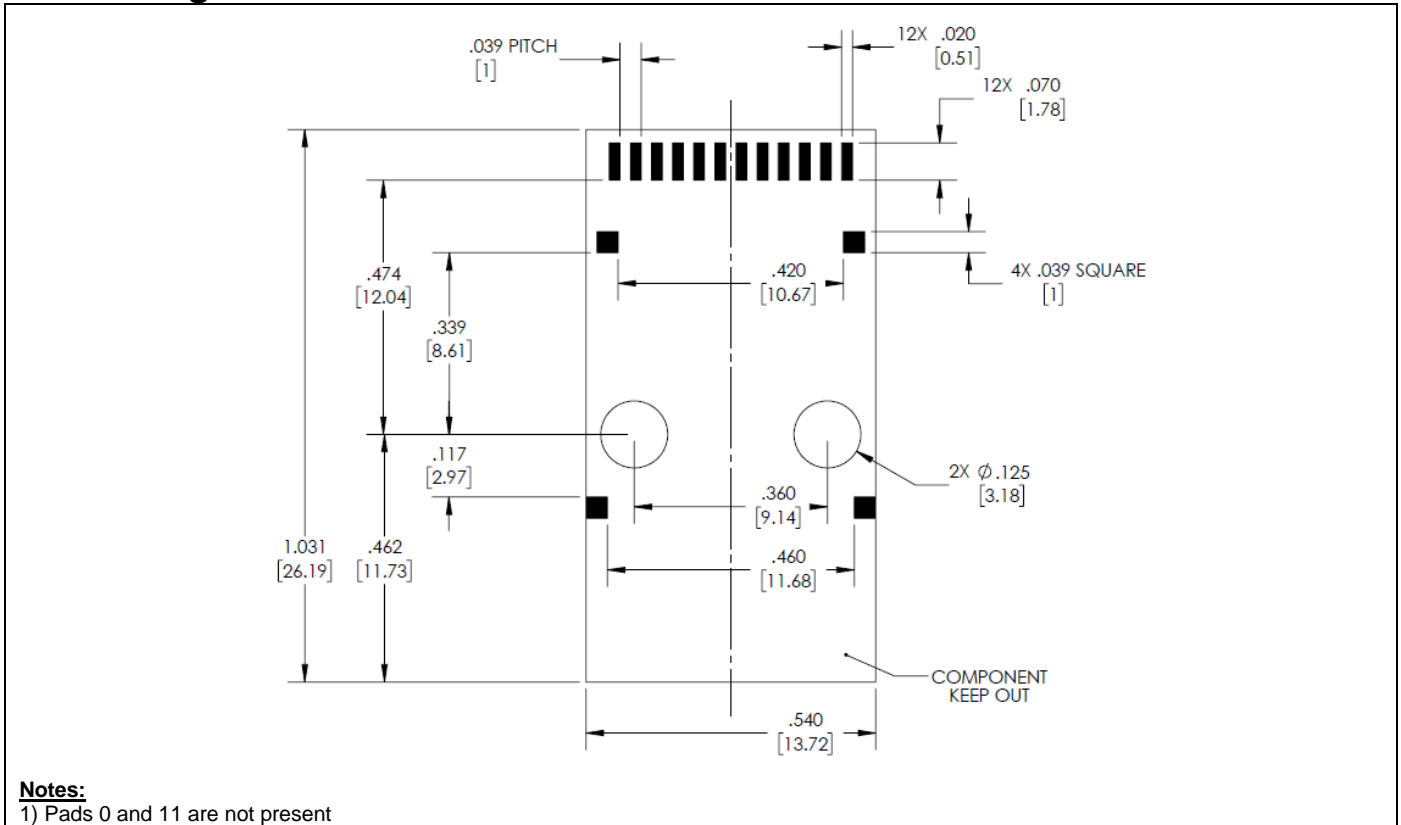 .039 PITCH
[1]
12X .020
[0.51]
12X .070
[1.78]
.474
[12.04]
.420
[10.67]
4X .039 SQUARE
[1]
.339
[8.61]
.117
[2.97]
2X Ø.125
[3.18]
.360
[9.14]
1.031
[26.19]
.462
[11.73]
.460
[11.68]
COMPONENT
KEEP OUT
.540
[13.72]
Notes:
1) Pads 0 and 11 are not present